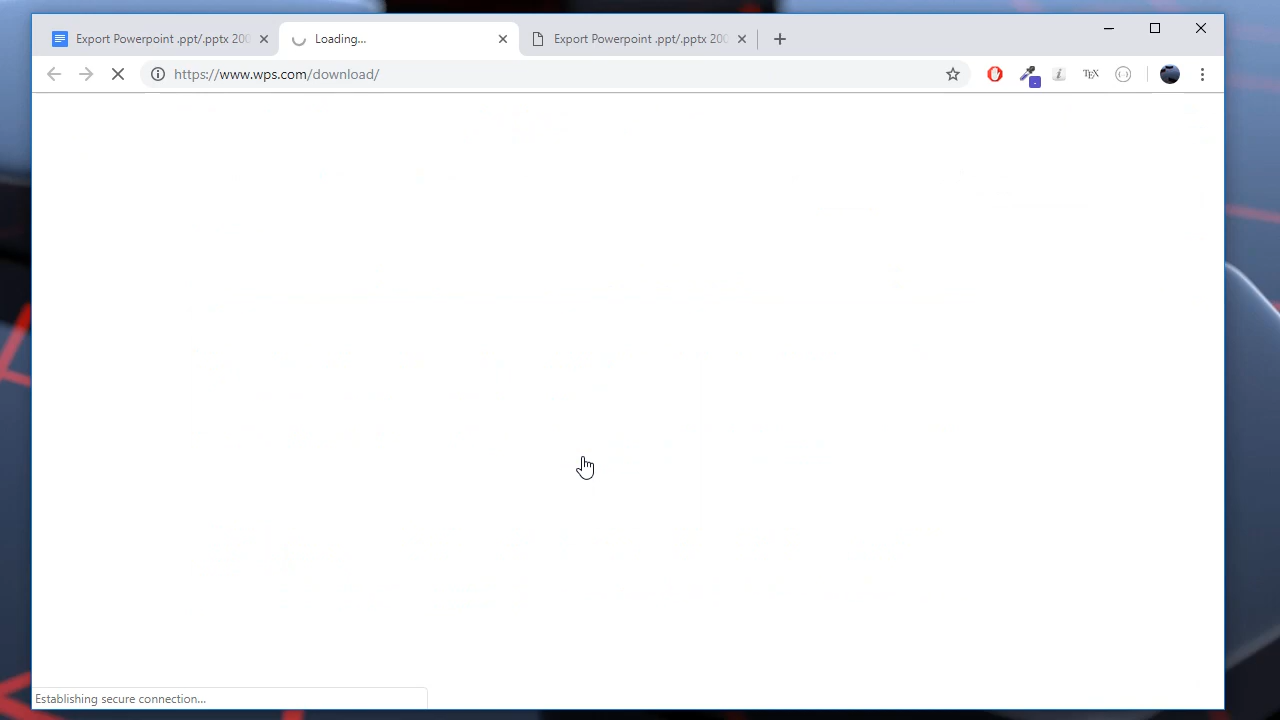 Export Powerpoint .ppt/.pptx 200
Loading...
Export Powerpoint .ppt/.pptx 200
https://www.wps.com/download/
TEX
Establishing secure connection...